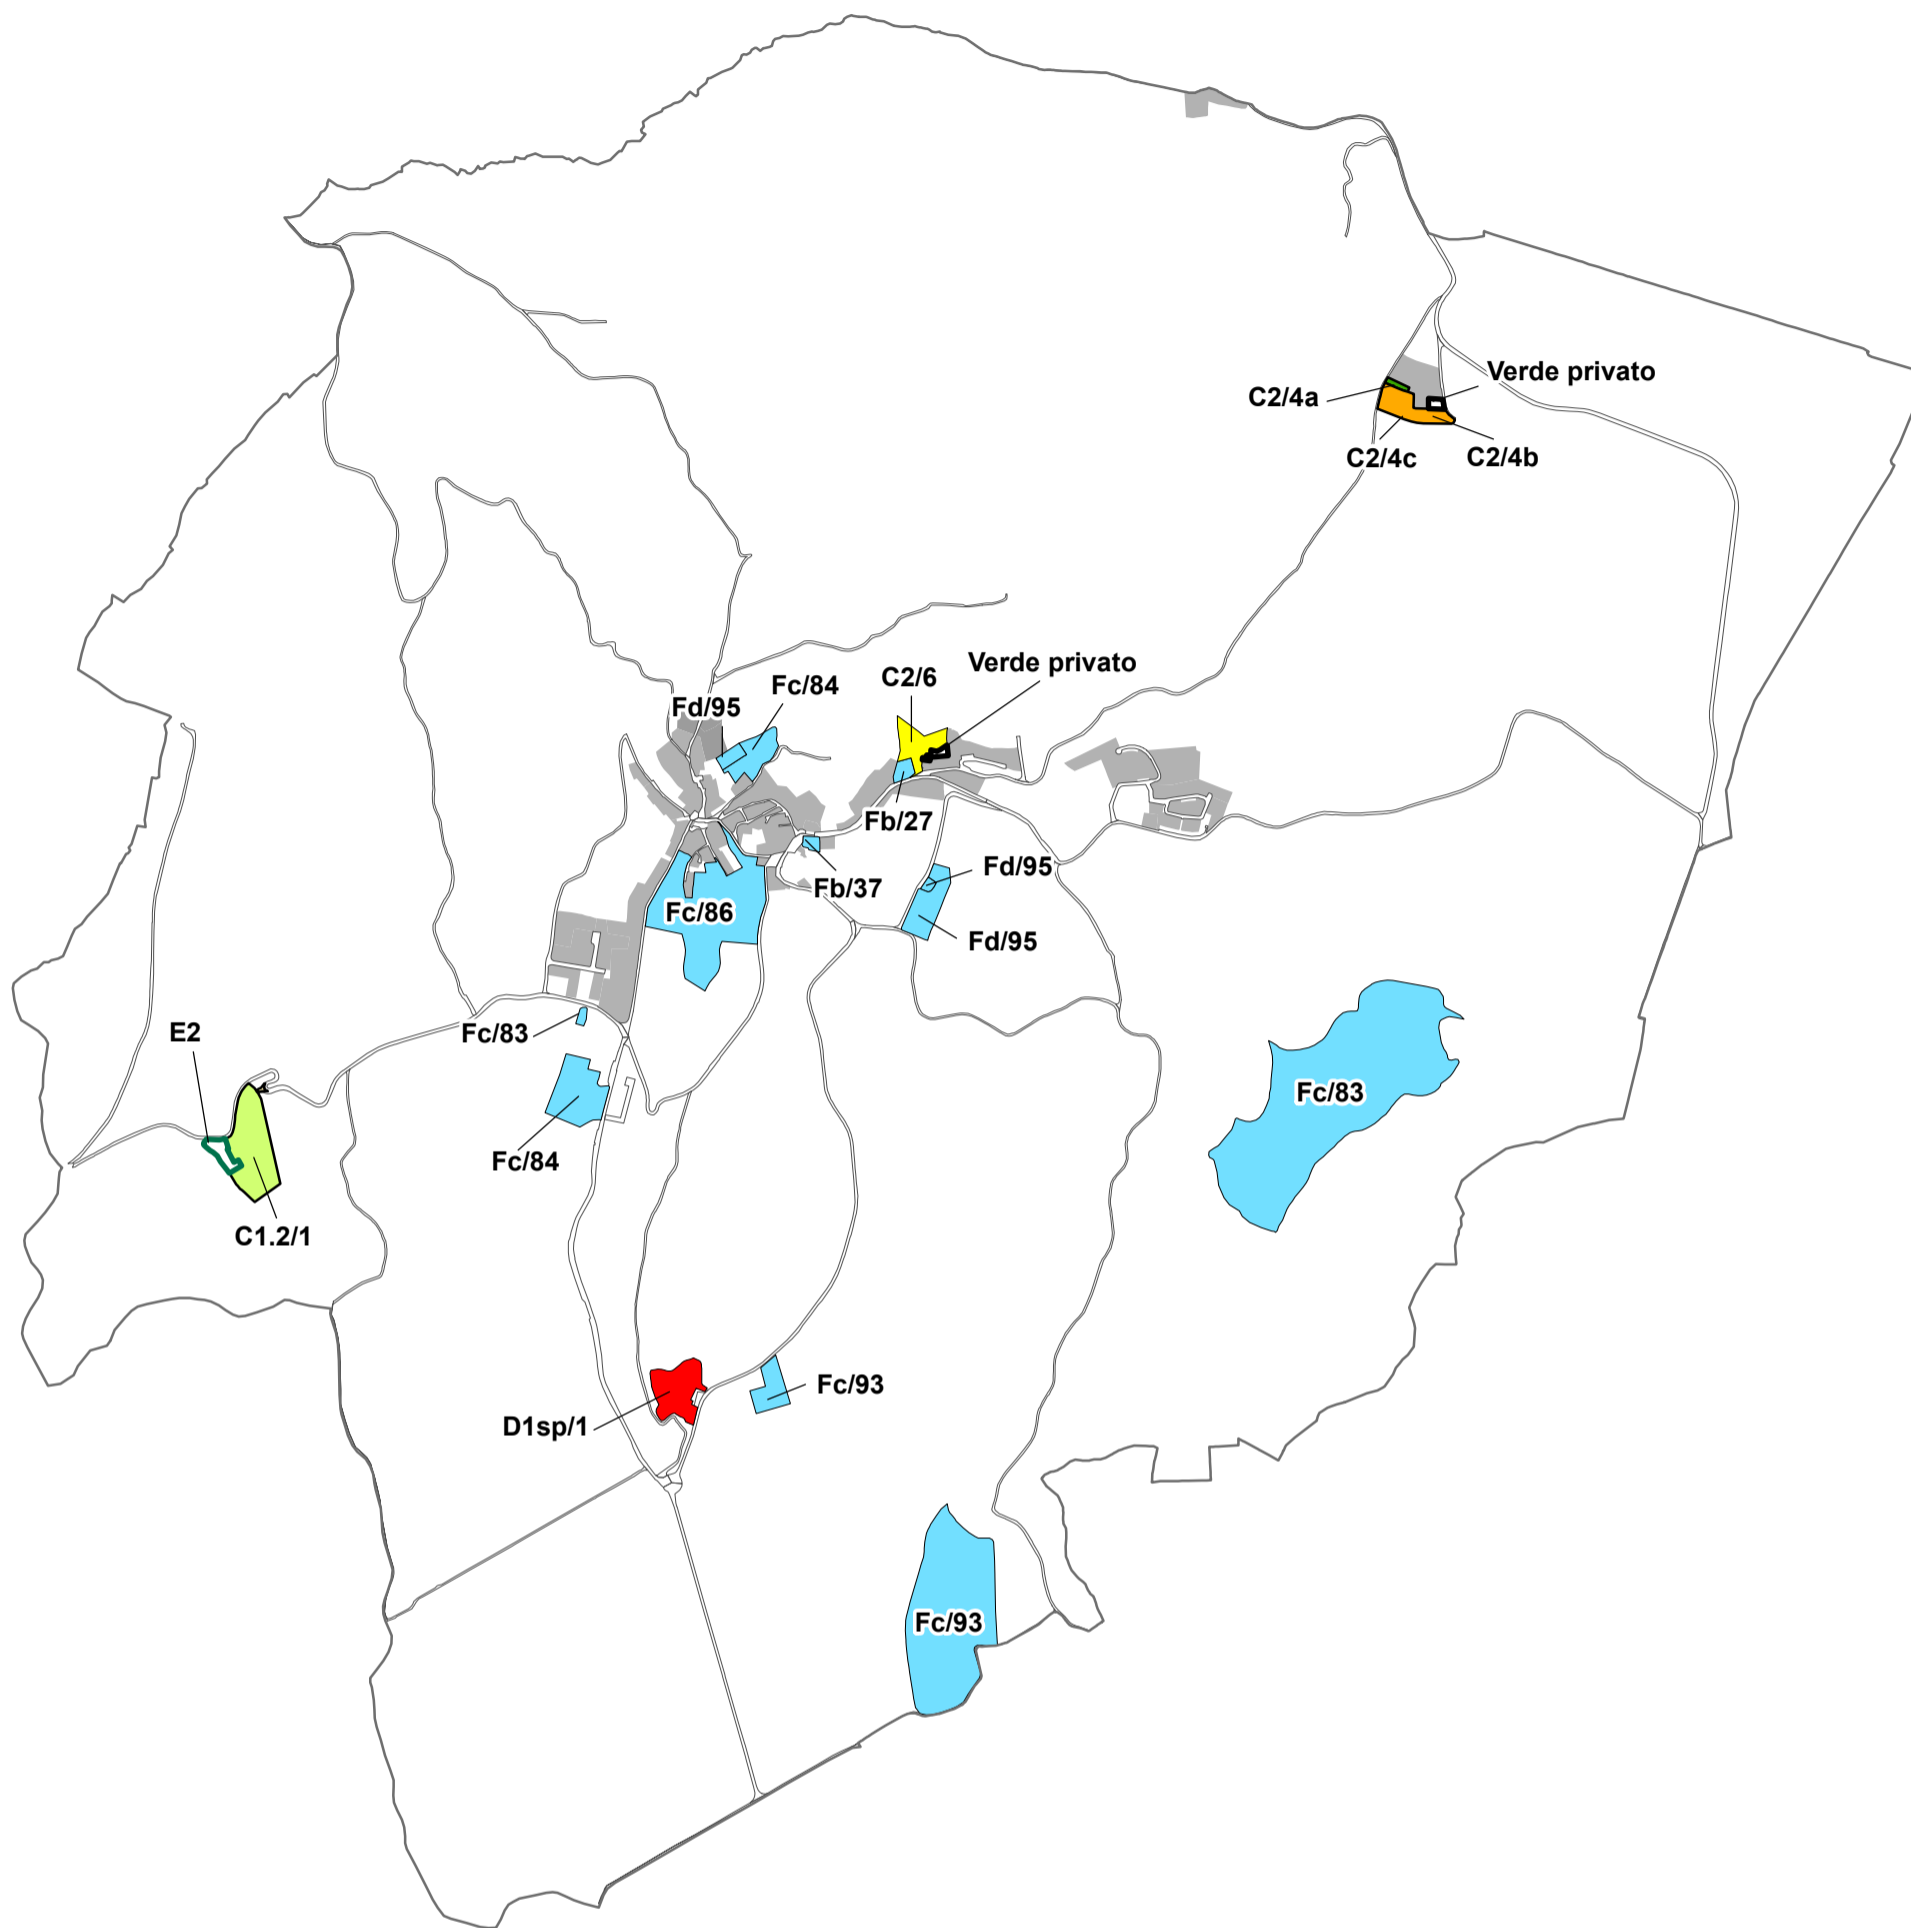 Verde privato
C2/4a
C2/4c
C2/4b
Verde privato
C2/6
Fc/84
Fd/95
Fb/27
Fd/95
Fb/37
Fc/86
Fd/95
E2
Fc/83
Fc/83
Fc/84
C1.2/1
Fc/93
D1sp/1
Fc/93